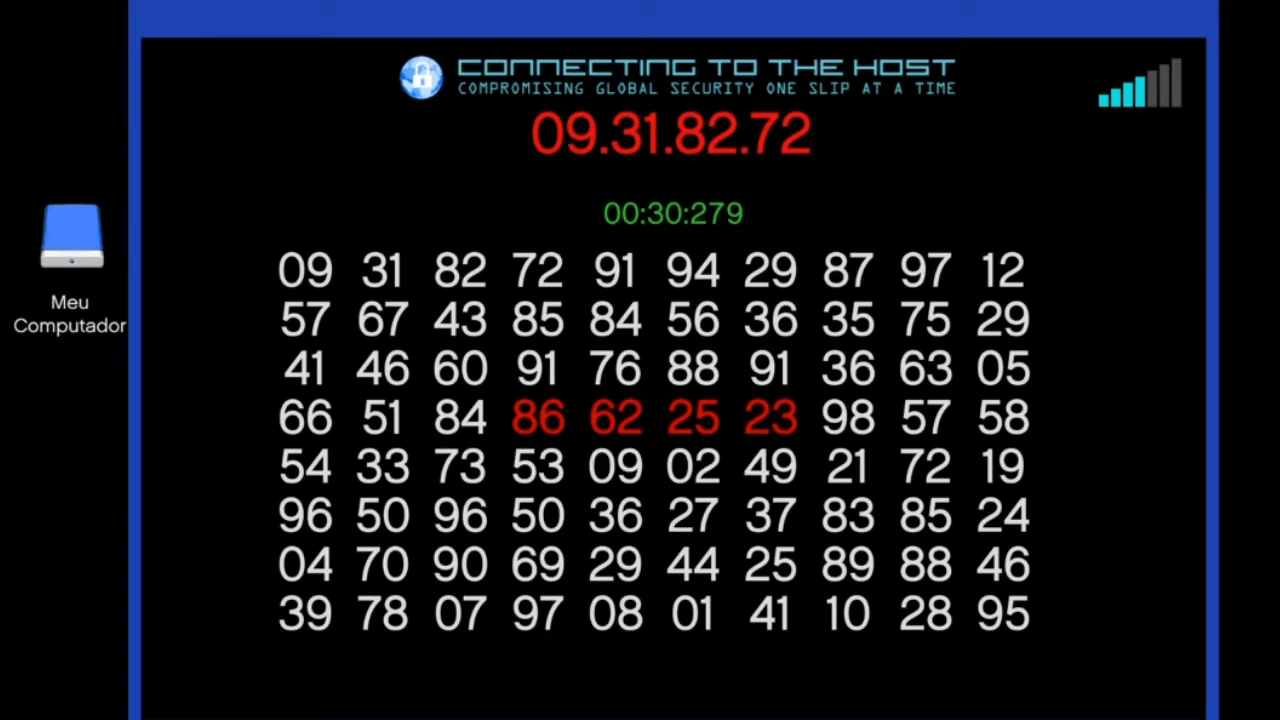 CONNECTING TO THE HOST
COMPROMISING GLOBAL SECURITY ONE SLIP AT A TIME
09.31.82.72
00:30:279
09 31 82 72 91 94 29 87 97 12
57 67 43 85 84 56 36 35 75 29
41 46 60 91 76 88 91 36 63 05
66 51 84 86 62 25 23 98 57 58
54 33 73 53 09 02 49 21 72 19
96 50 96 50 36 27 37 83 85 24
04 70 90 69 29 44 25 89 88 46
39 78 07 97 08 01 41 10 28 95
Meu
Computador